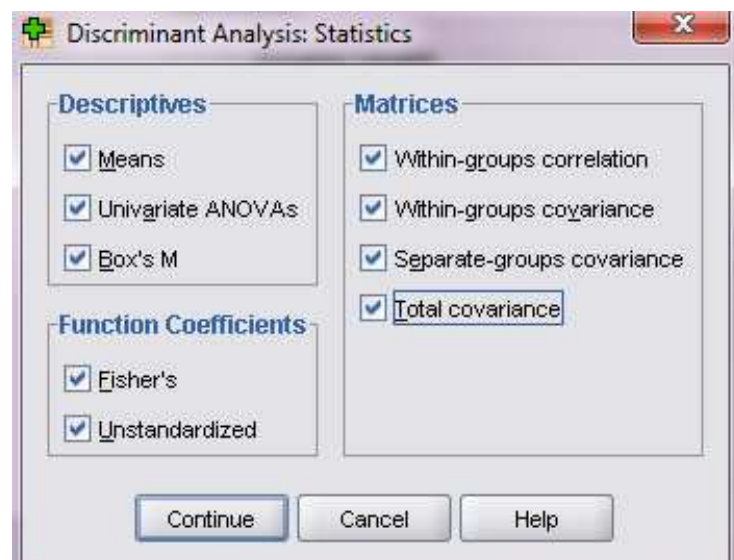 Discriminant Analysis: Statistics
Descriptives
Means
Univariate ANOVAs
Box's M
Function Coefficients
Fisher's
Unstandardized
Matrices
Within-groups correlation
Within-groups covariance
Separate-groups covariance
Total covariance
Continue Cancel Help